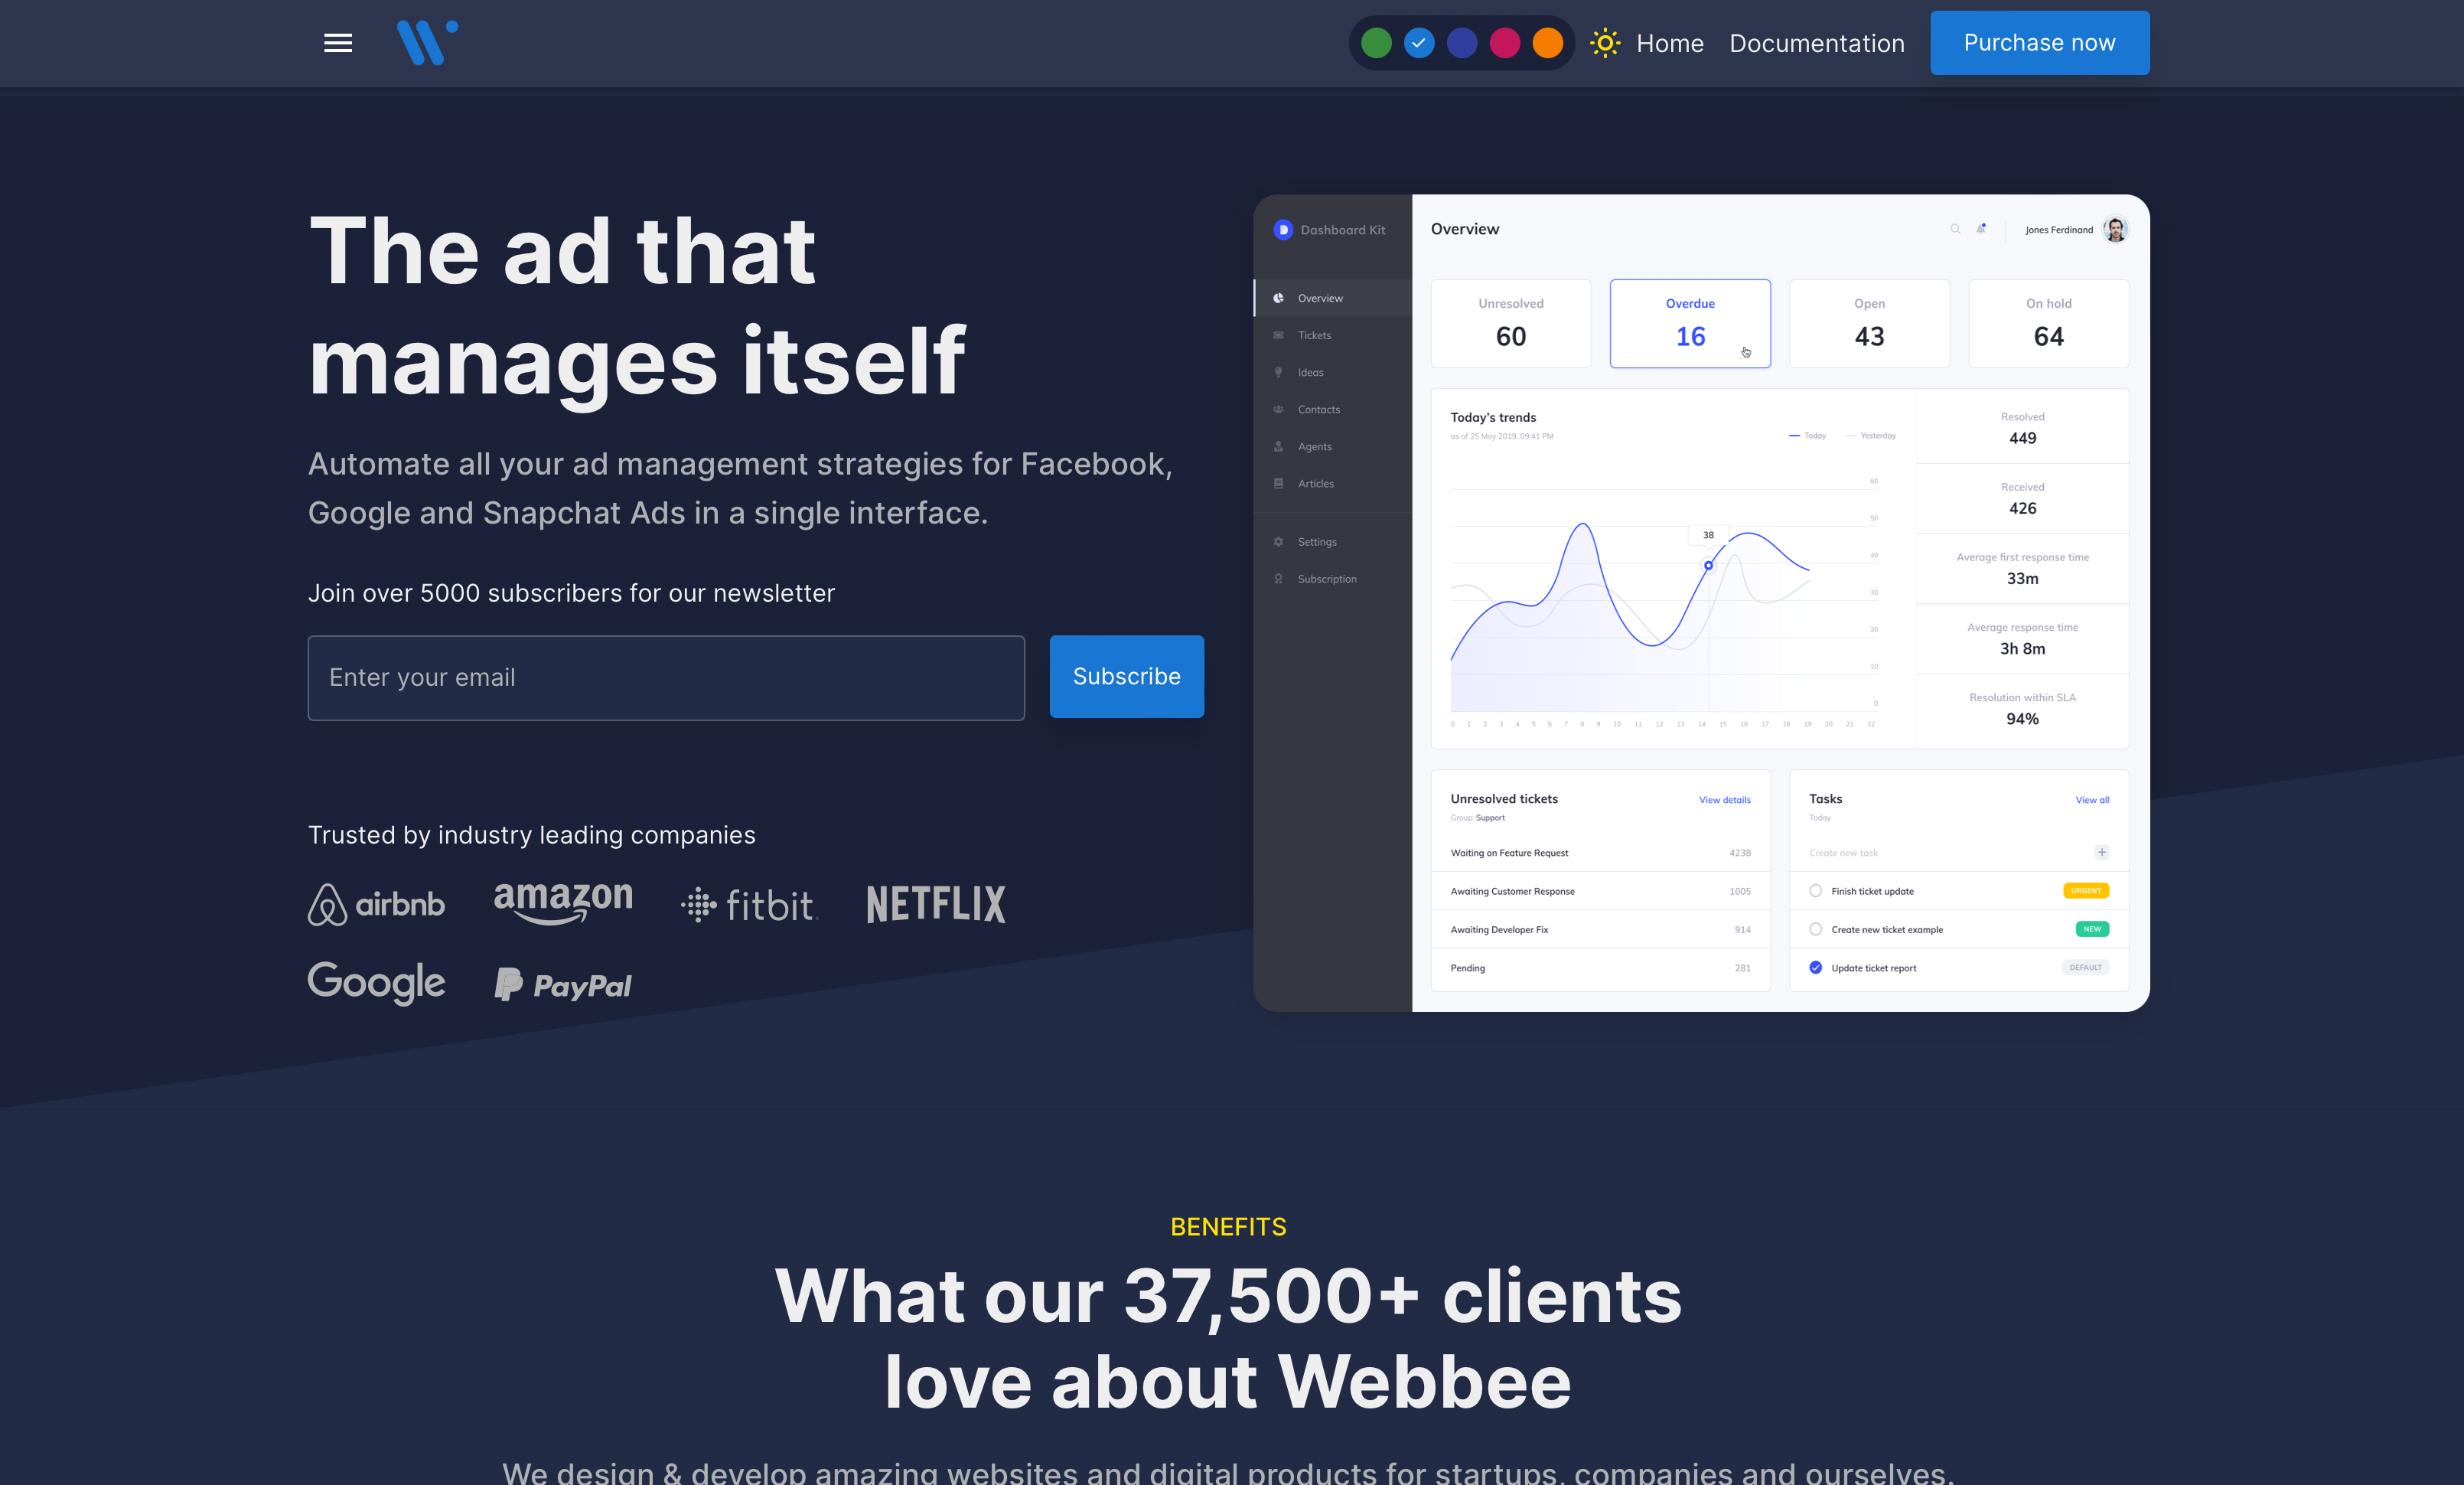 Home
Documentation
Purchase now
The ad that
manages itself
Automate all your ad management strategies for Facebook,
Google and Snapchat Ads in a single interface.
Join over 5000 subscribers for our newsletter
Enter your email
Subscribe
Trusted by industry leading companies
airbnb
amazon
fitbit
NETFLIX
Google
PayPal
Dashboard Kit
Overview
Tickets
Ideas
Contacts
Agents
Articles
Settings
Subscription
Overview
Jones Ferdinand
Unresolved
60
Overdue
16
Open
43
On hold
64
Today's trends
as of 25 May 2019, 09:41 PM
Today
Yesterday
60
50
40
30
20
10
0
38
0 1 2 3 4 5 6 7 8 9 10 11 12 13 14 15 16 17 18 19 20 21 22
Resolved
449
Received
426
Average first response time
33m
Average response time
3h 8m
Resolution within SLA
94%
Unresolved tickets
View details
Group: Support
Waiting on Feature Request
4238
Awaiting Customer Response
1005
Awaiting Developer Fix
914
Pending
281
Tasks
View all
Today
Create new task
Finish ticket update
URGENT
Create new ticket example
NEW
Update ticket report
DEFAULT
BENEFITS
What our 37,500+ clients
love about Webbee
We design & develop amazing websites and digital products for startups, companies and ourselves.